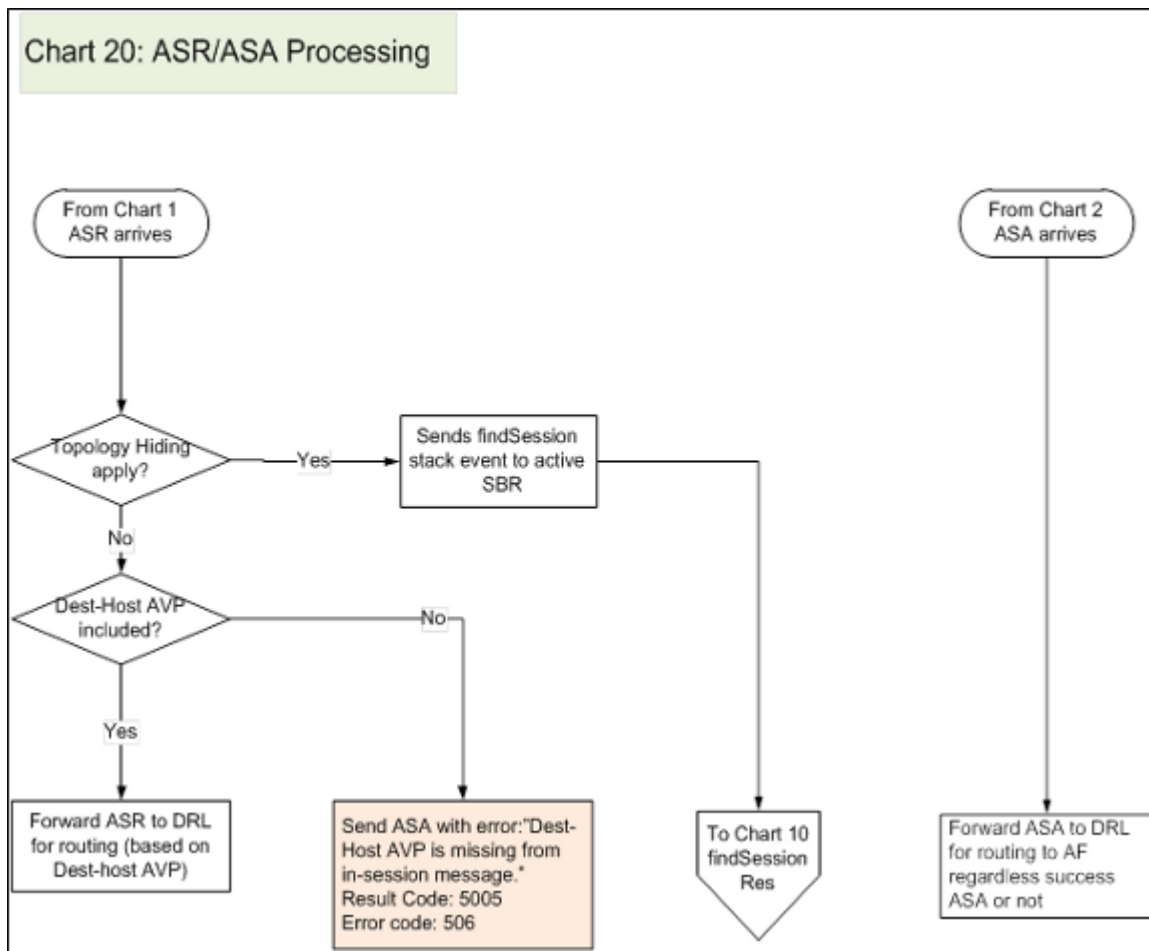 Chart 20: ASR/ASA Processing
From Chart 1
ASR arrives
From Chart 2
ASA arrives
Topology Hiding
apply?
Yes
Sends findSession
stack event to active
SBR
No
Dest-Host AVP
included?
No
Yes
Forward ASR to DRL
for routing (based on
Dest-host AVP)
Send ASA with error:"Dest-
Host AVP is missing from
in-session message."
Result Code: 5005
Error code: 506
To Chart 10
findSession
Res
Forward ASA to DRL
for routing to AF
regardless success
ASA or not